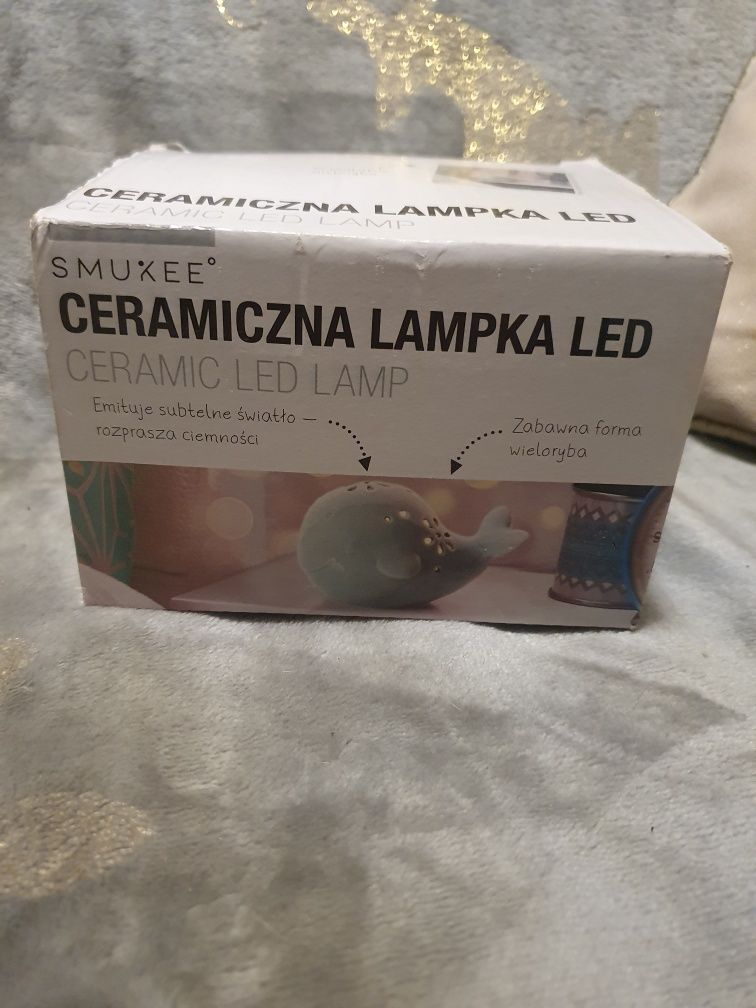 CERAMICZNA LAMPKA LED
CERAMIC LED LAMP
SMUKEE°
CERAMICZNA LAMPKA LED
CERAMIC LED LAMP
Emituje subtelne światło –
rozprasza ciemności
Zabawna forma
wieloryba